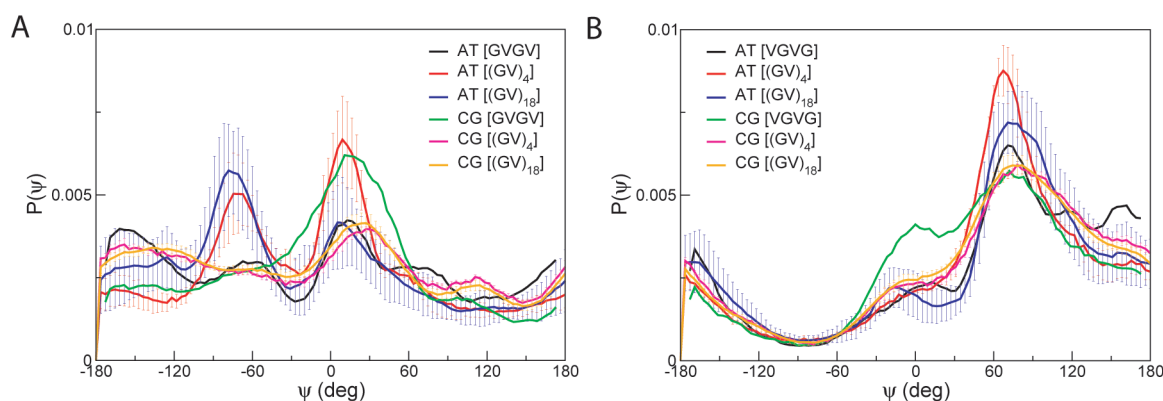 A
0.01
0.005
0
P(ψ)
-180 -120 -60 0 60 120 180
ψ (deg)
AT [GVGV]
AT [(GV)4]
AT [(GV)18]
CG [GVGV]
CG [(GV)4]
CG [(GV)18]
B
0.01
0.005
0
P(ψ)
-180 -120 -60 0 60 120 180
ψ (deg)
AT [VGVG]
AT [(GV)4]
AT [(GV)18]
CG [VGVG]
CG [(GV)4]
CG [(GV)18]